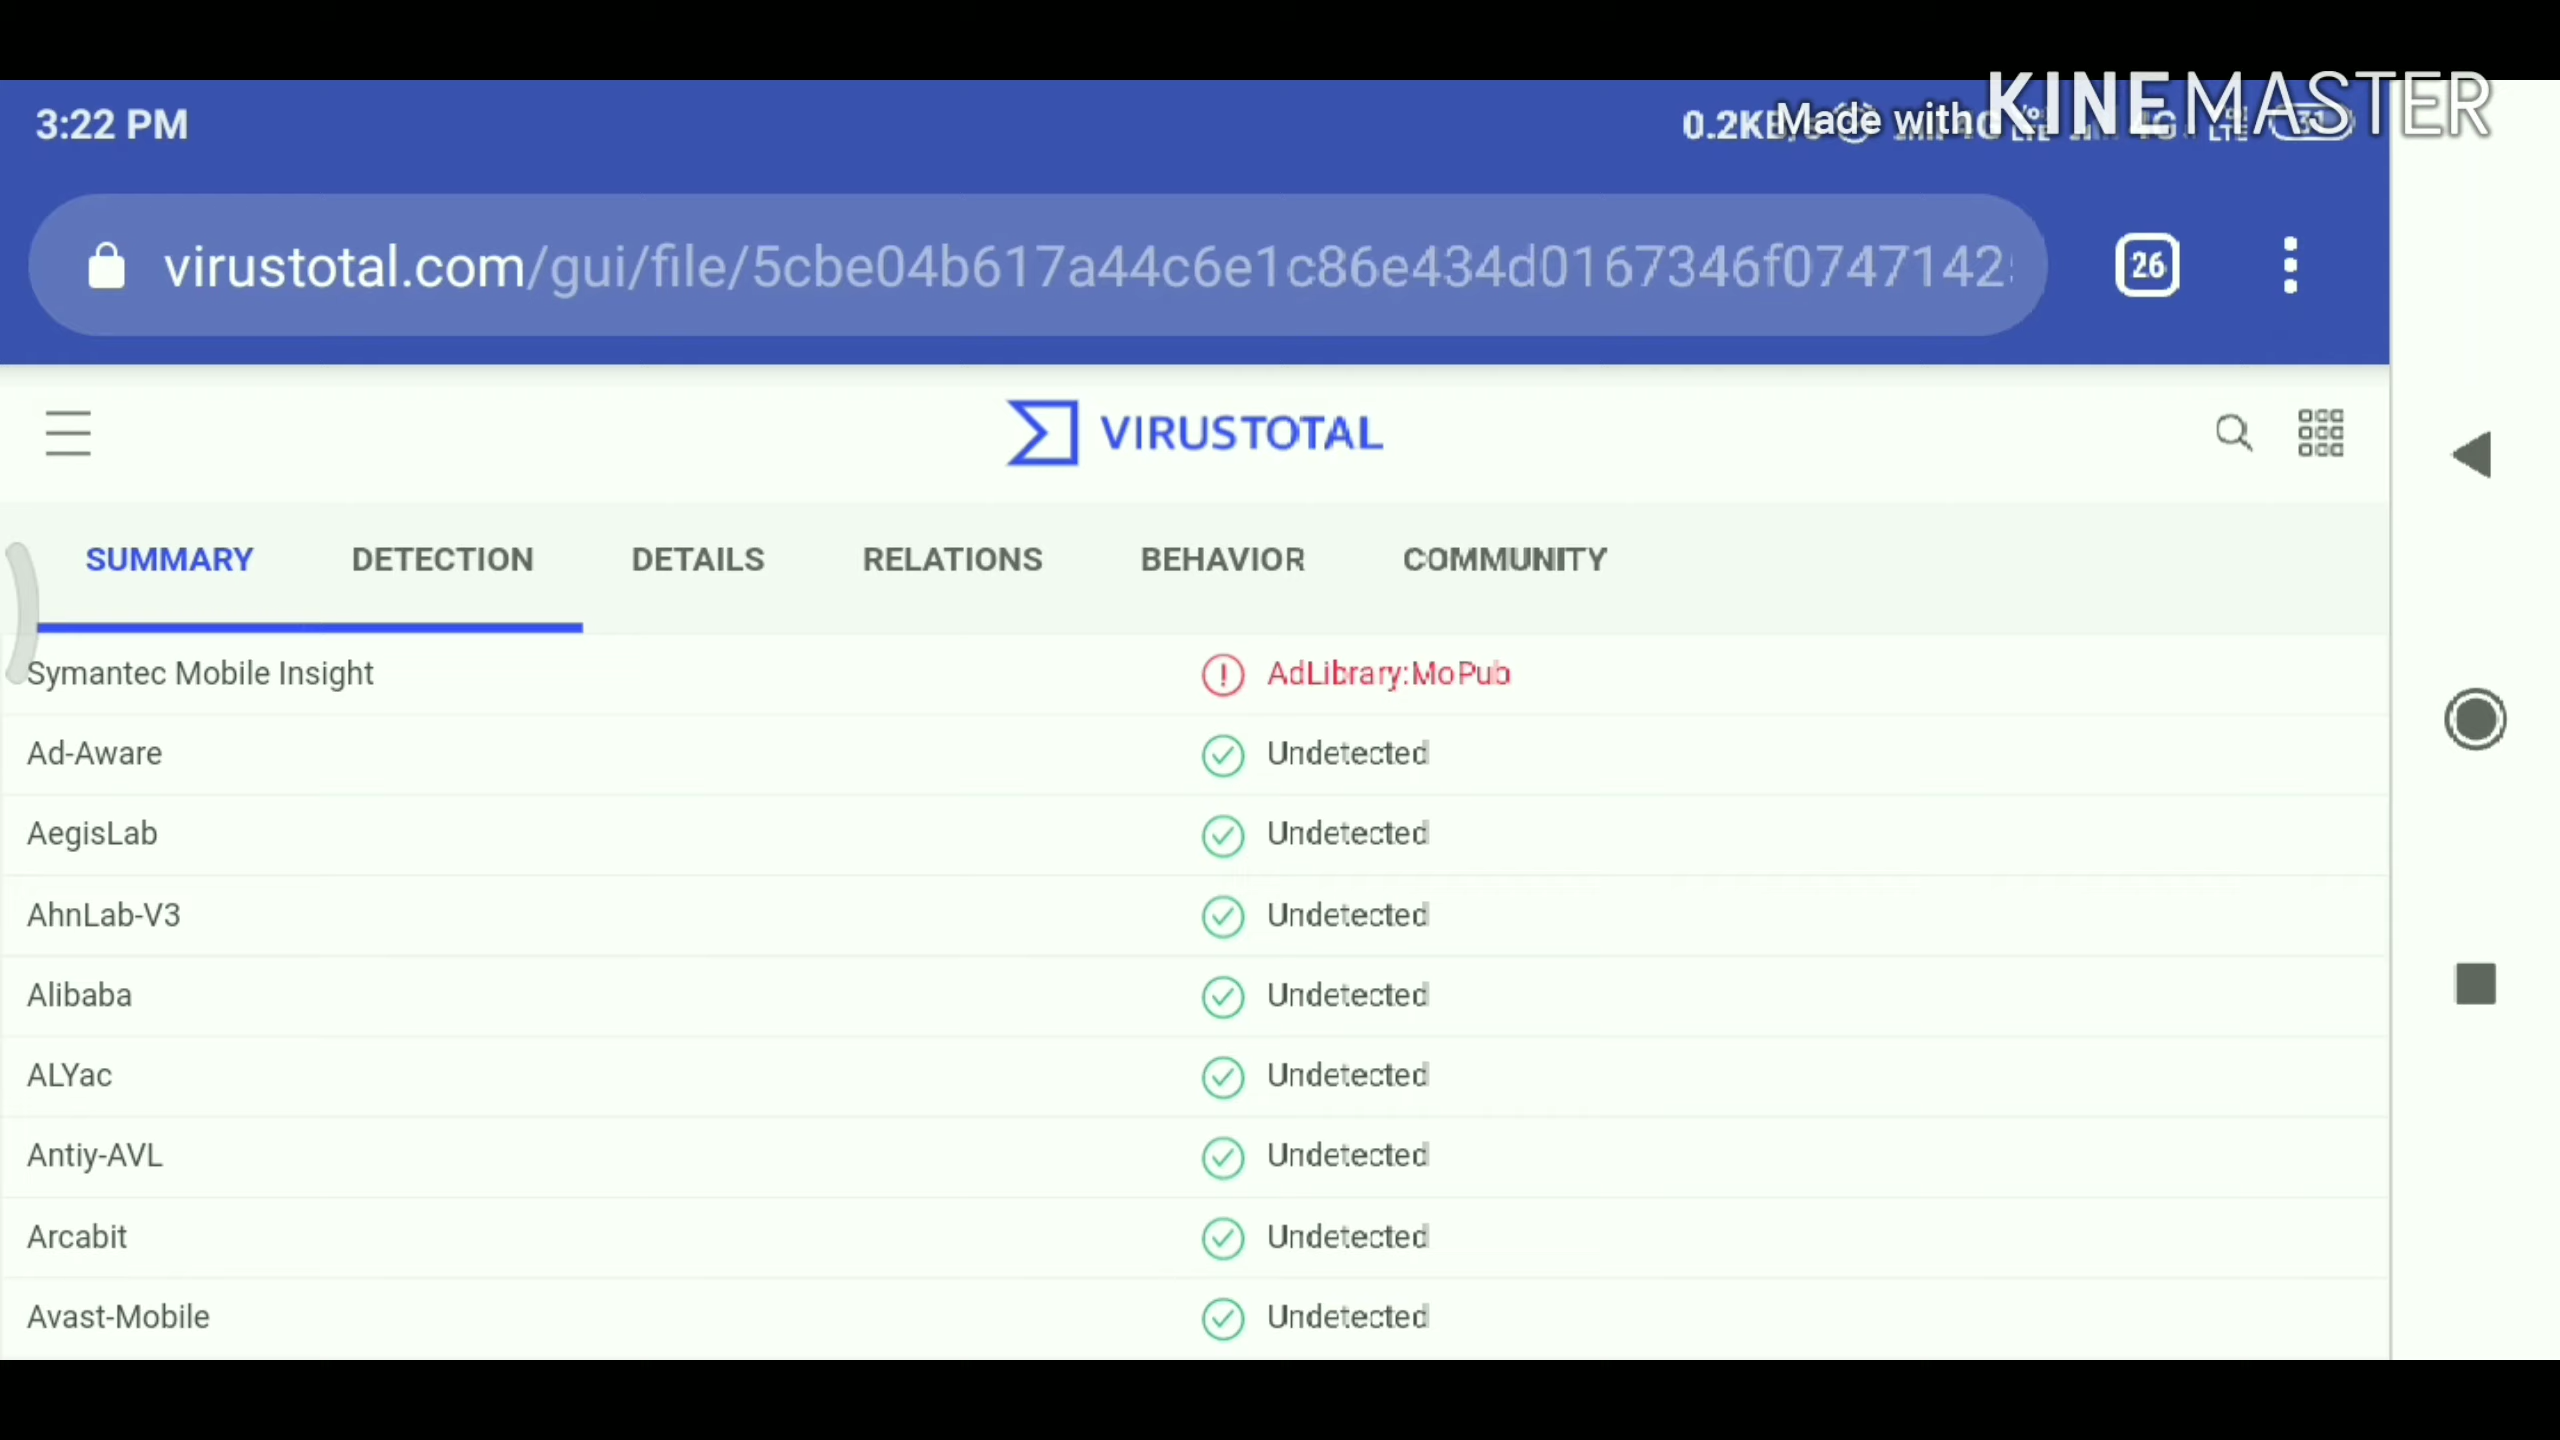 3:22 PM
Made with KINEMASTER
virustotal.com/gui/file/5cbe04b617a44c6e1c86e434d0167346f0747142
26
VIRUSTOTAL
SUMMARY DETECTION DETAILS RELATIONS BEHAVIOR COMMUNITY
Symantec Mobile Insight AdLibrary:MoPub
Ad-Aware Undetected
AegisLab Undetected
AhnLab-V3 Undetected
Alibaba Undetected
ALYac Undetected
Antiy-AVL Undetected
Arcabit Undetected
Avast-Mobile Undetected